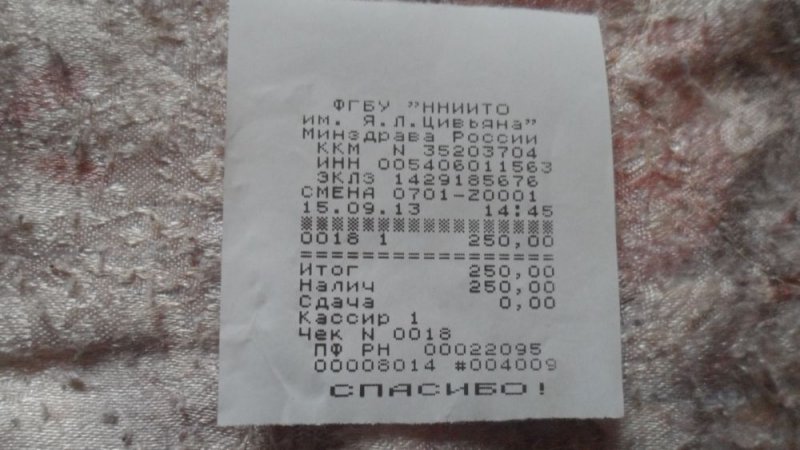 ФГБУ "ННИИТО
им. Я.Л.Цивьяна"
Минздрава России
ККМ N 35203704
ИНН 005406011563
ЭКЛЗ 1429185676
СМЕНА 0701-Z0001
15.09.13 14:45
0018 1 250,00
================
Итог 250,00
Налич 250,00
Сдача 0,00
Кассир 1
Чек N 0018
ПФ РН 00022095
00008014 #004009
СПАСИБО!